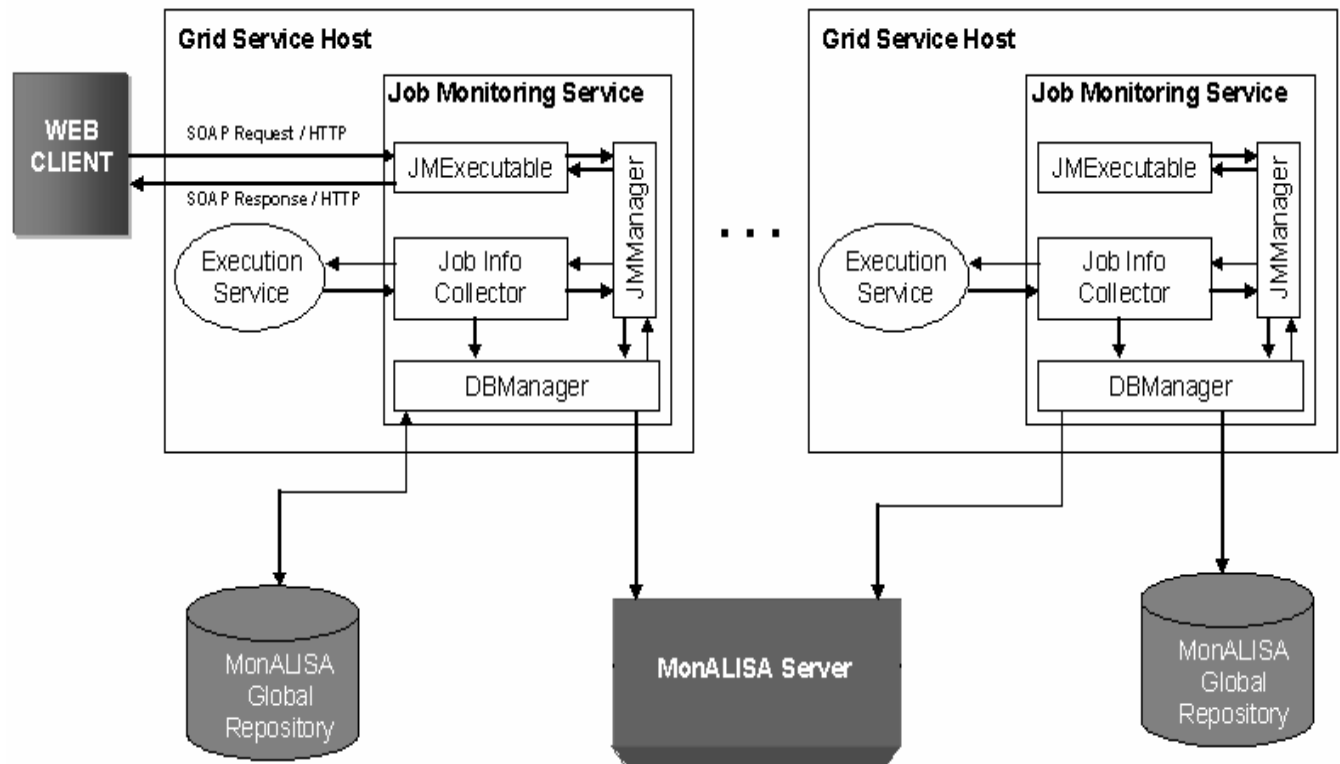 Grid Service Host
Job Monitoring Service
WEB
CLIENT
SOAP Request / HTTP
SOAP Response / HTTP
JMExecutable
JMManager
Execution
Service
Job Info
Collector
DBManager
. . .
Grid Service Host
Job Monitoring Service
JMExecutable
JMManager
Execution
Service
Job Info
Collector
DBManager
MonALISA
Global
Repository
MonALISA Server
MonALISA
Global
Repository